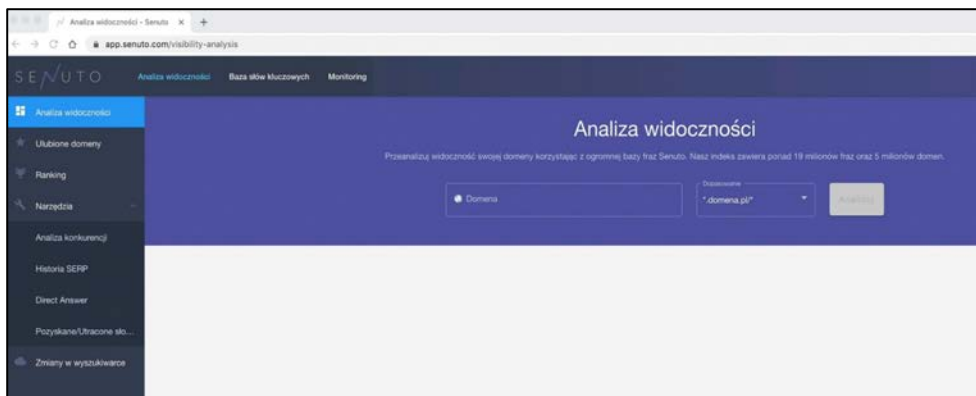 Analiza widoczności - Senuto
app.senuto.com/visibility-analysis
SENUTO
Analiza widoczności Baza słów kluczowych Monitoring
Analiza widoczności
Ulubione domeny
Ranking
Narzędzia
Analiza konkurencji
Historia SERP
Direct Answer
Pozyskane/Utracone sło...
Zmiany w wyszukiwarce
Analiza widoczności
Przeanalizuj widoczność swojej domeny korzystając z ogromnej bazy fraz Senuto. Nasz indeks zawiera ponad 19 milionów fraz oraz 5 milionów domen.
Domena
Dopasowanie
*.domena.pl/*
Analizuj